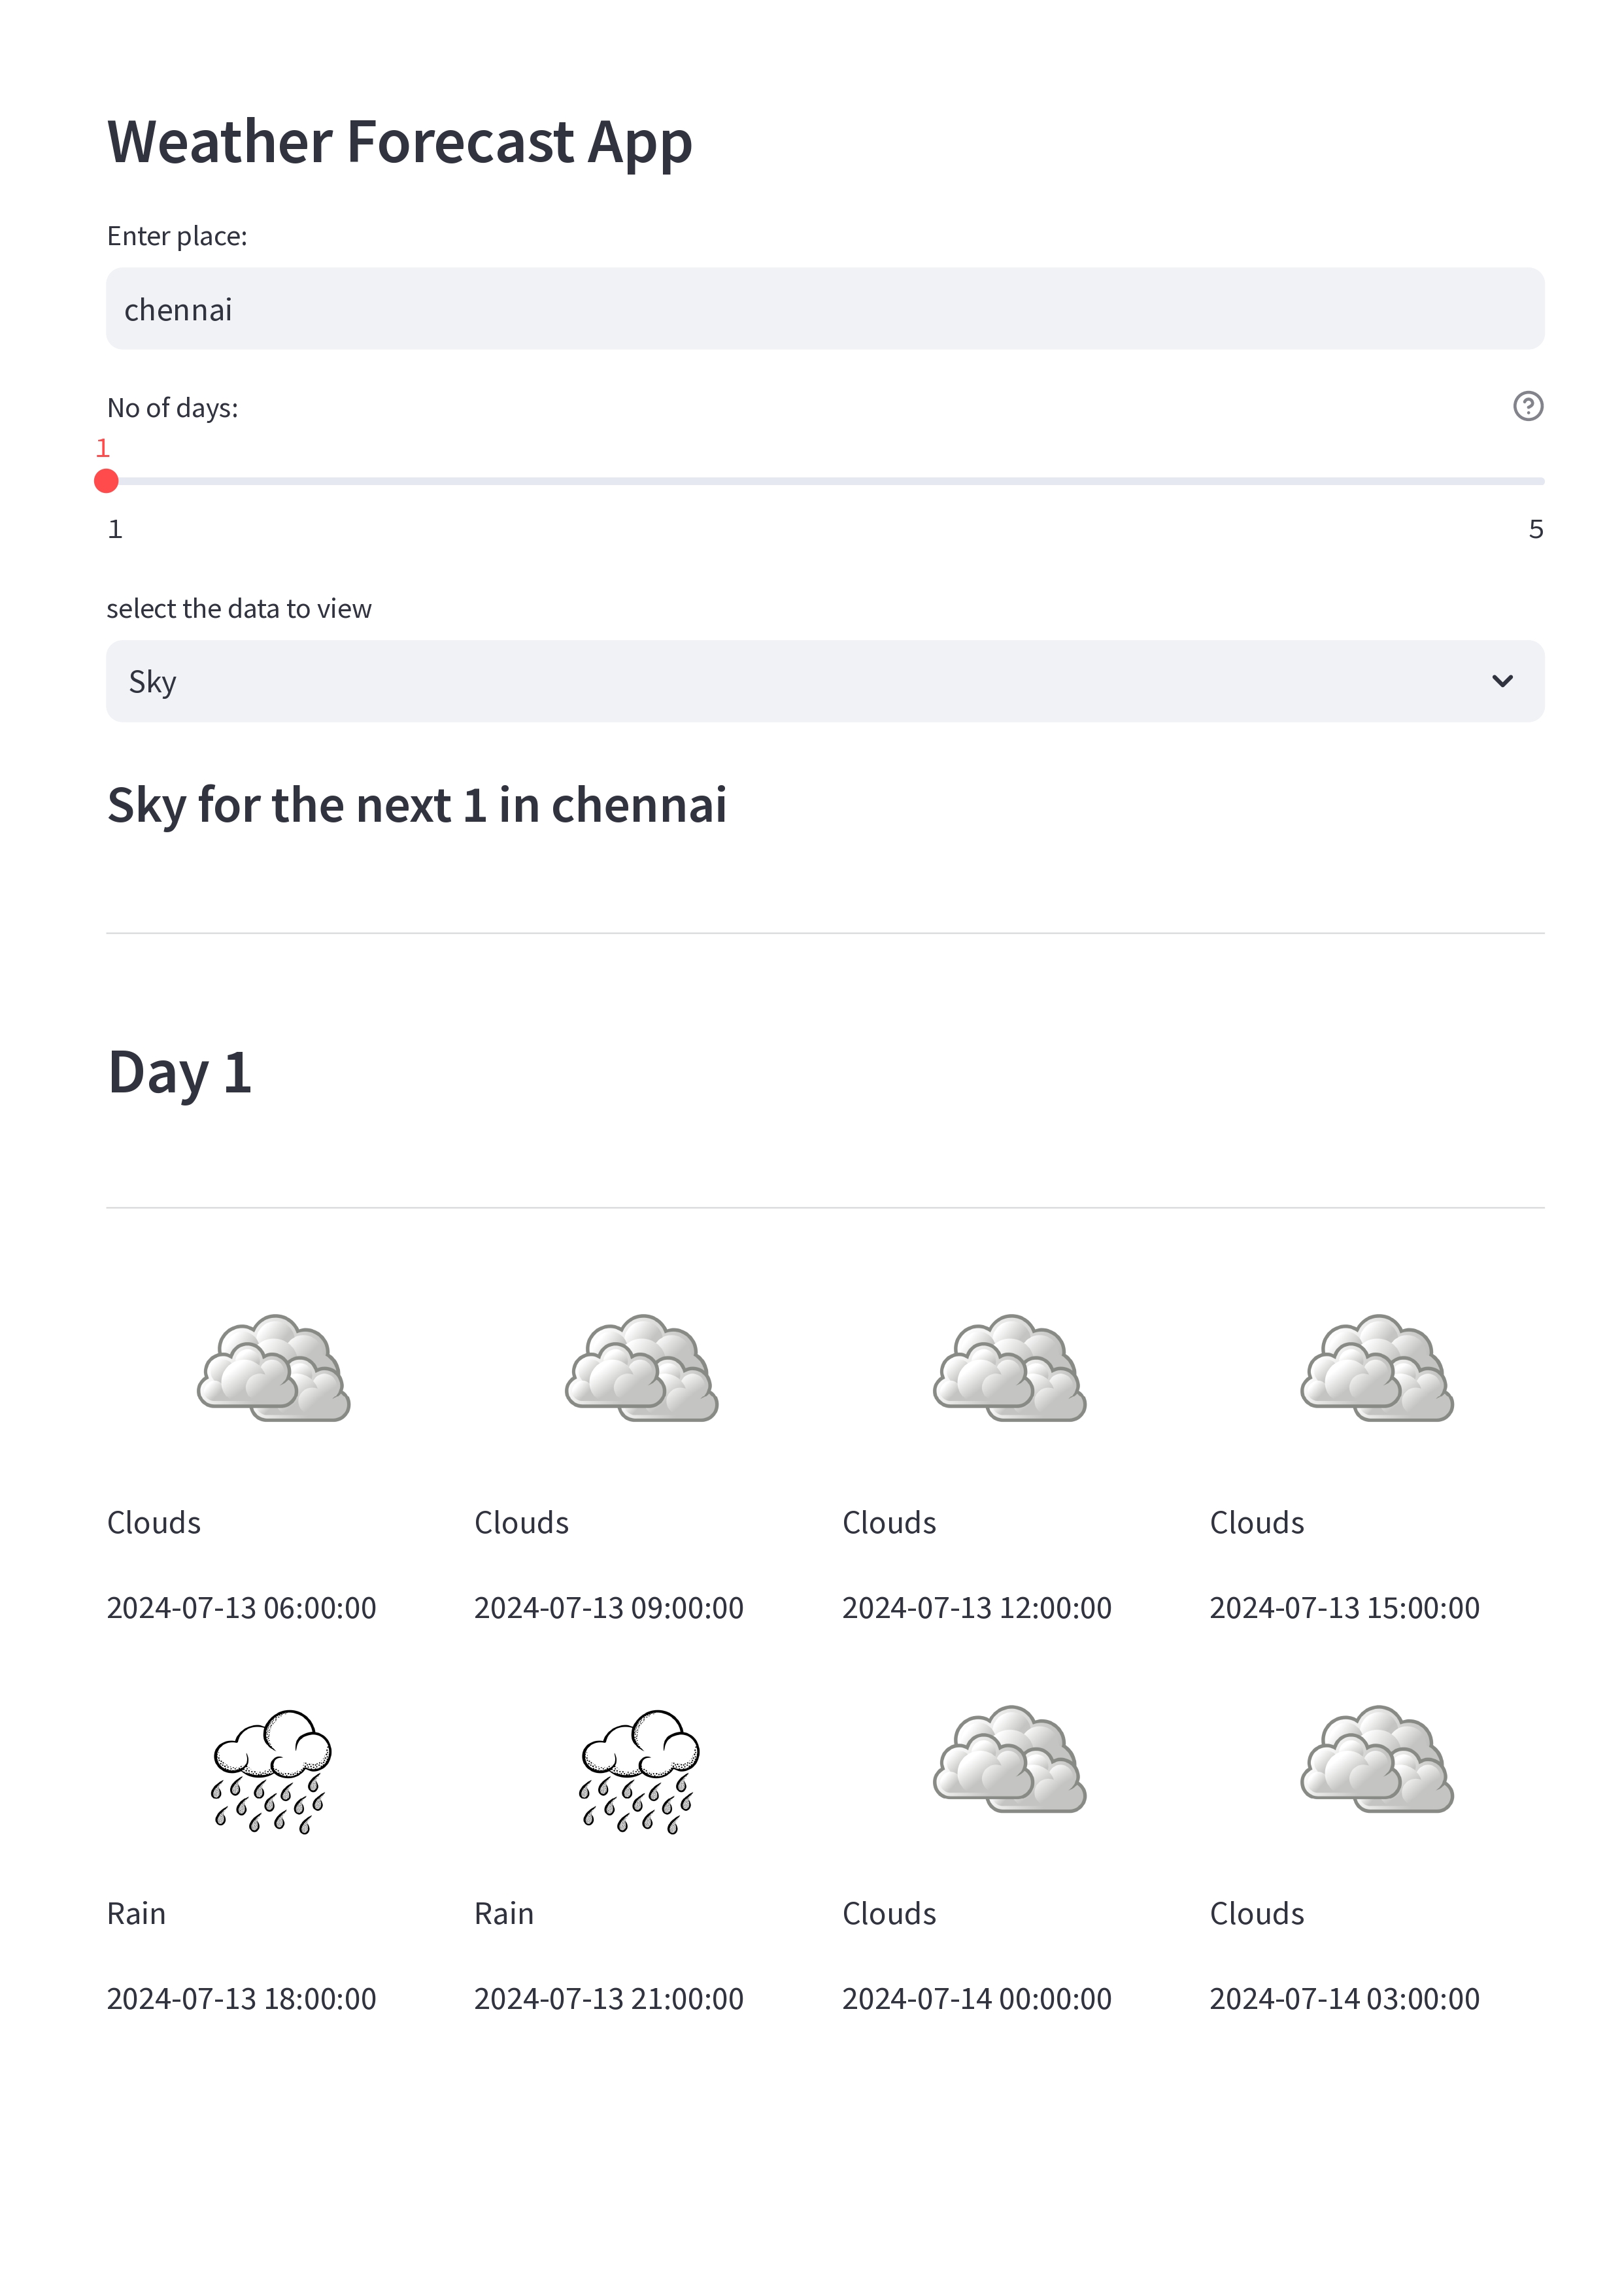 Weather Forecast App
Enter place:
chennai
No of days:
1
1 5
select the data to view
Sky
Sky for the next 1 in chennai
Day 1
Clouds Clouds Clouds Clouds
2024-07-13 06:00:00 2024-07-13 09:00:00 2024-07-13 12:00:00 2024-07-13 15:00:00
Rain Rain Clouds Clouds
2024-07-13 18:00:00 2024-07-13 21:00:00 2024-07-14 00:00:00 2024-07-14 03:00:00